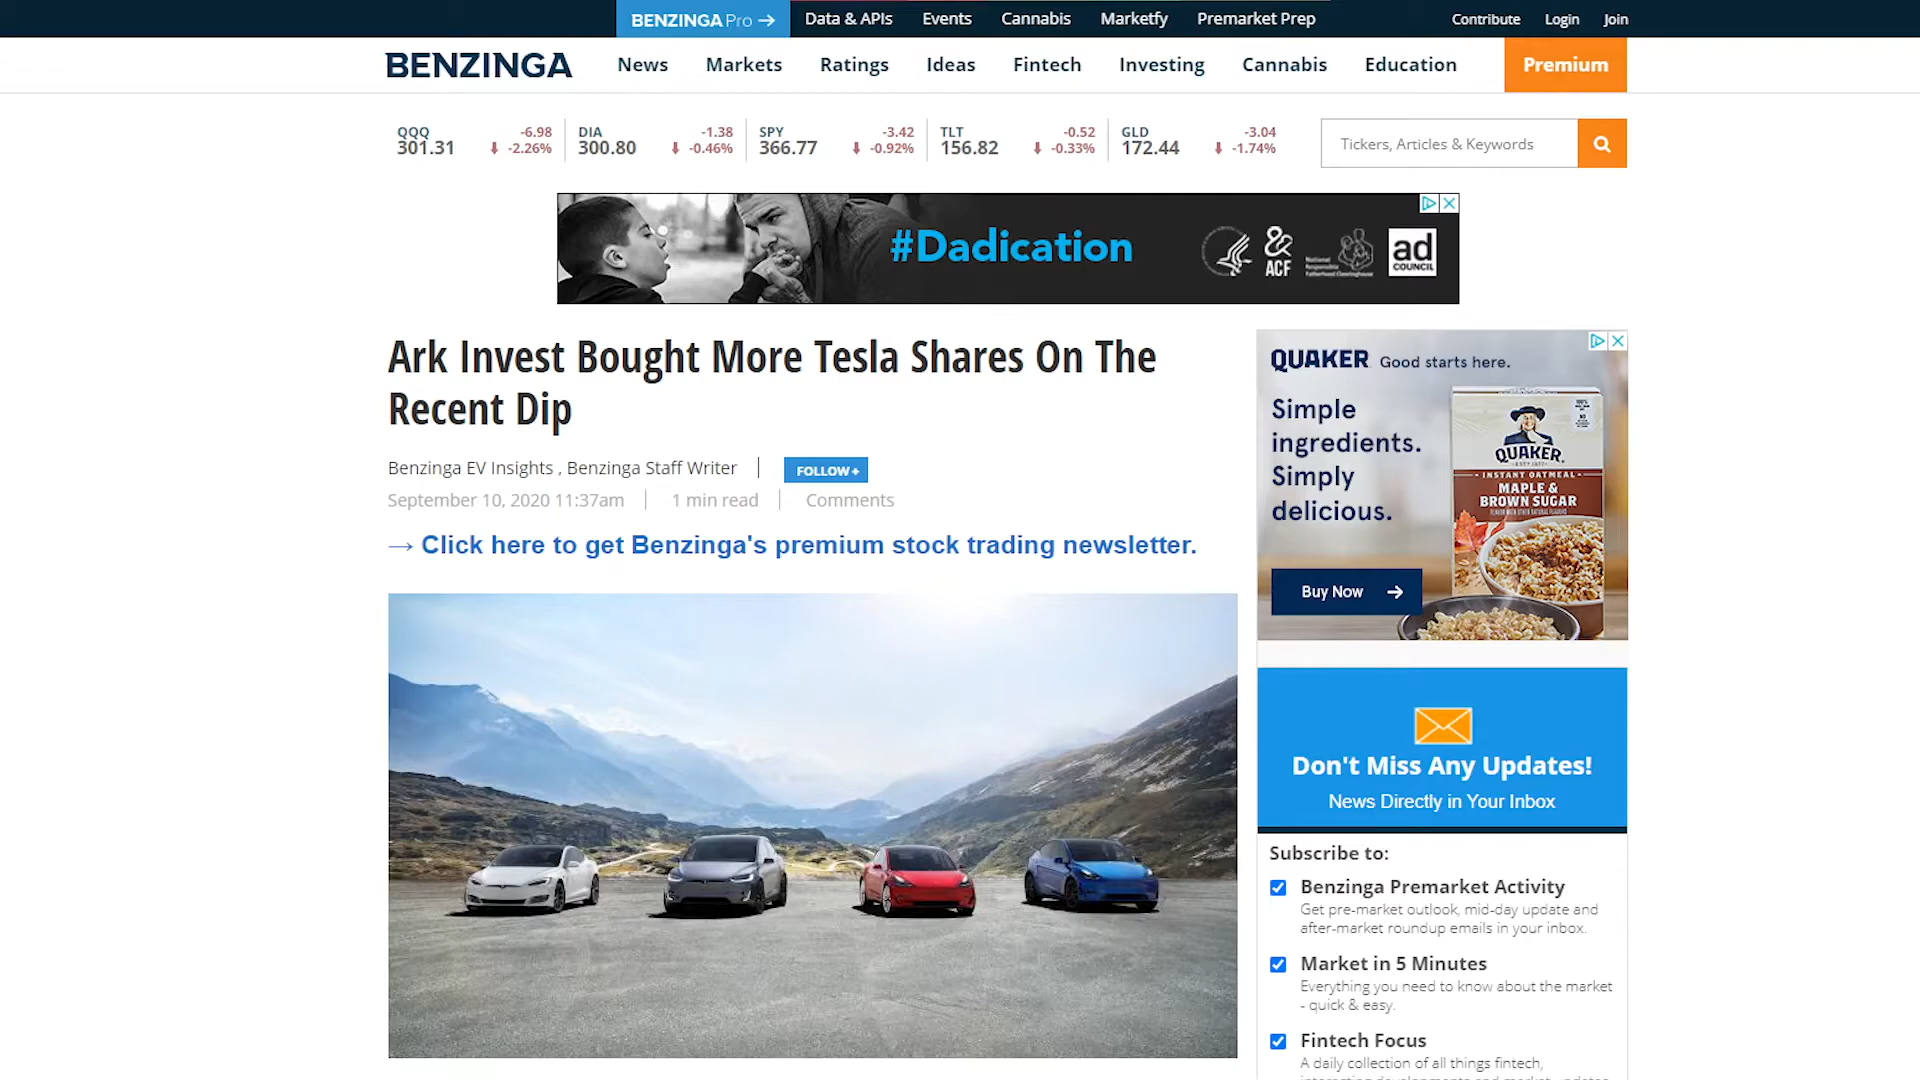 BENZINGA Pro →
Data & APIs
Events
Cannabis
Marketfy
Premarket Prep
Contribute
Login
Join
BENZINGA
News
Markets
Ratings
Ideas
Fintech
Investing
Cannabis
Education
Premium
QQQ -6.98
301.31 -2.26%
DIA -1.38
300.80 -0.46%
SPY -3.42
366.77 -0.92%
TLT -0.52
156.82 -0.33%
GLD -3.04
172.44 -1.74%
Tickers, Articles & Keywords
#Dadication
& ACF
ad COUNCIL
Ark Invest Bought More Tesla Shares On The
Recent Dip
Benzinga EV Insights , Benzinga Staff Writer
FOLLOW+
September 10, 2020 11:37am
1 min read
Comments
→ Click here to get Benzinga's premium stock trading newsletter.
QUAKER Good starts here.
Simple
ingredients.
Simply
delicious.
Buy Now →
QUAKER
INSTANT OATMEAL
MAPLE &
BROWN SUGAR
Don't Miss Any Updates!
News Directly in Your Inbox
Subscribe to:
Benzinga Premarket Activity
Get pre-market outlook, mid-day update and
after-market roundup emails in your inbox.
Market in 5 Minutes
Everything you need to know about the market
- quick & easy.
Fintech Focus
A daily collection of all things fintech,